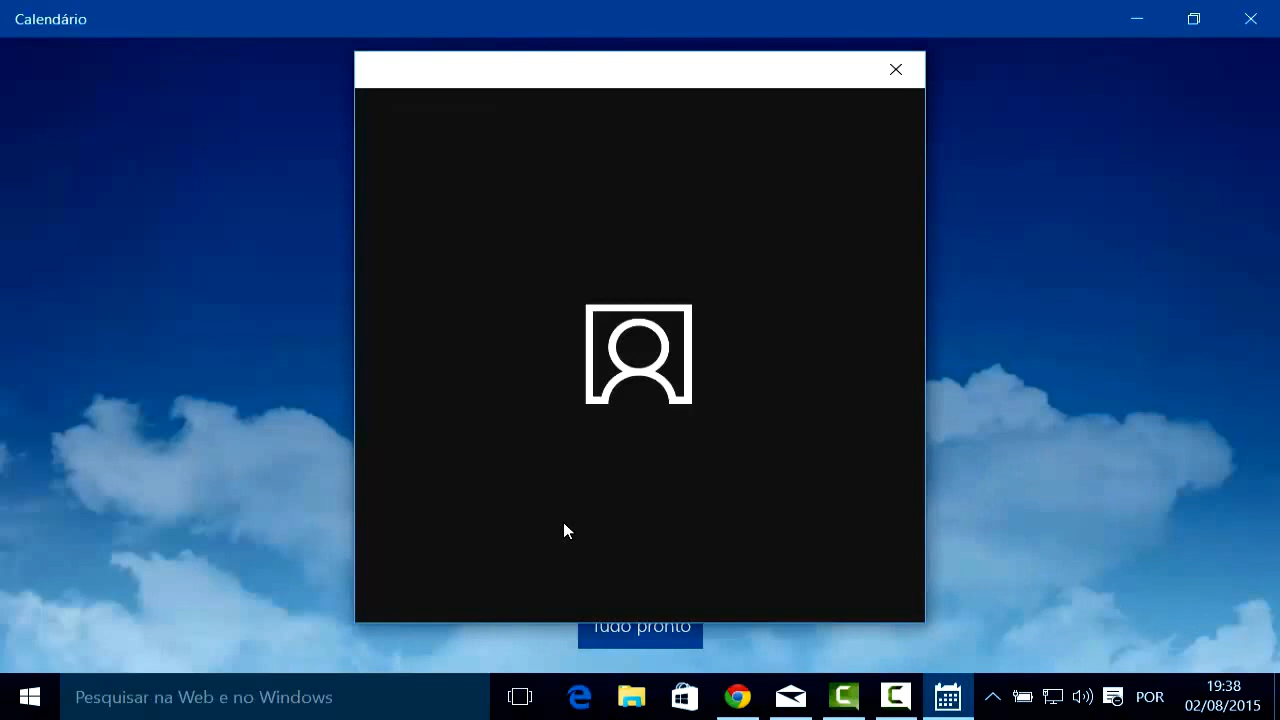 Calendário
Tudo pronto
Pesquisar na Web e no Windows
POR
19:38
02/08/2015